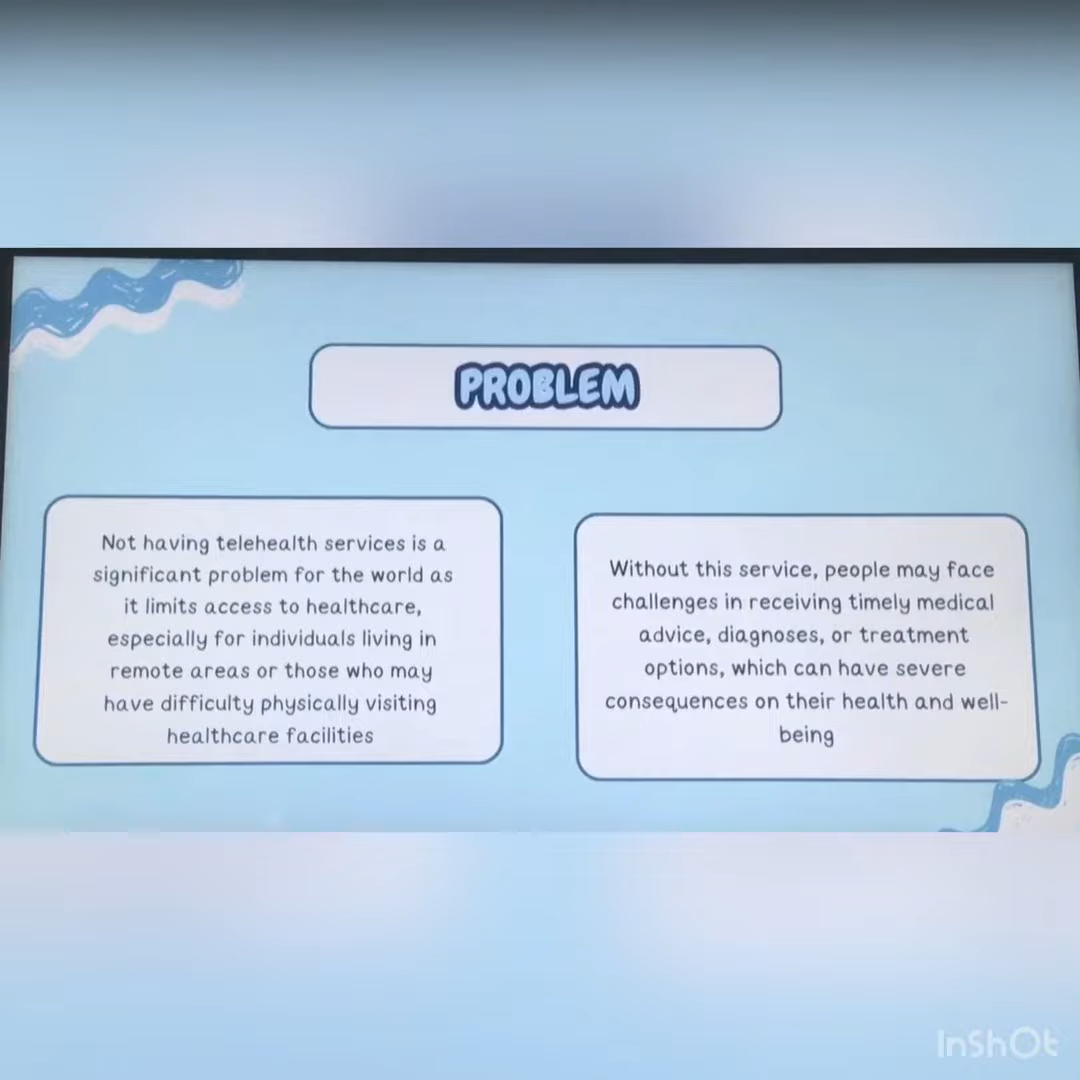 PROBLEM
Not having telehealth services is a
significant problem for the world as
it limits access to healthcare,
especially for individuals living in
remote areas or those who may
have difficulty physically visiting
healthcare facilities
Without this service, people may face
challenges in receiving timely medical
advice, diagnoses, or treatment
options, which can have severe
consequences on their health and well-
being
InShOt